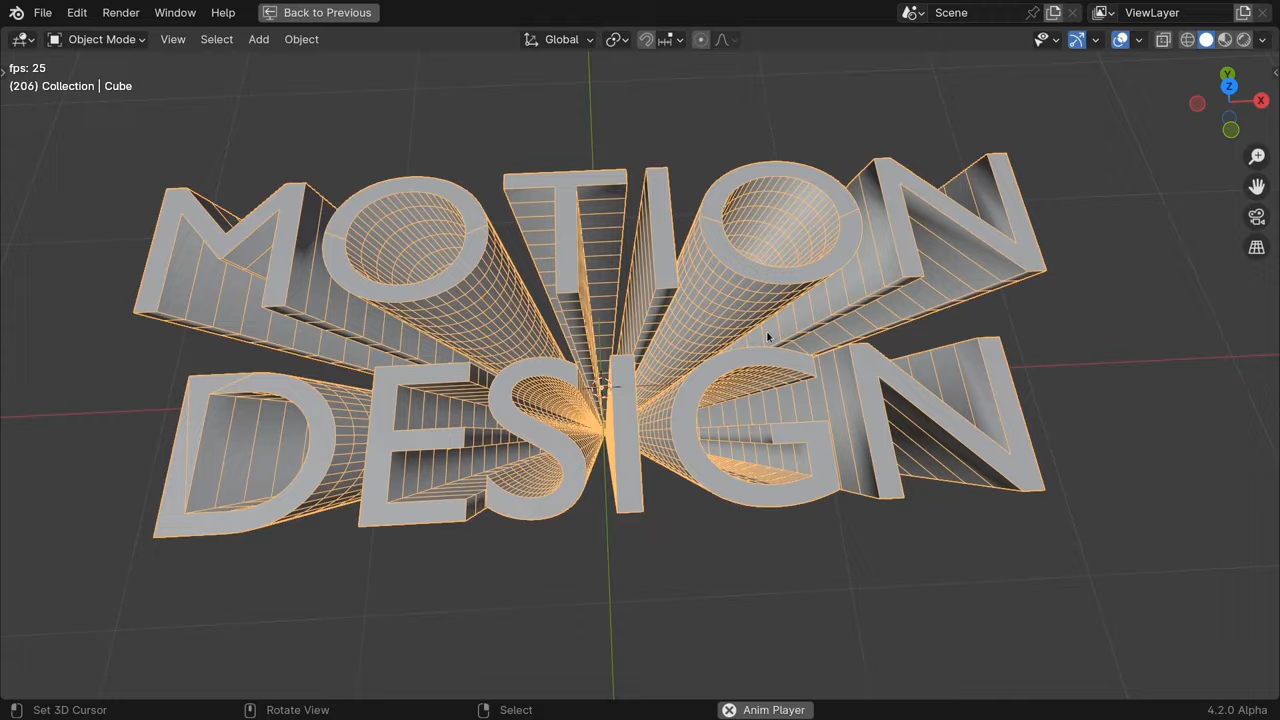 File Edit Render Window Help Back to Previous Scene ViewLayer
Object Mode View Select Add Object Global
fps: 25
(206) Collection | Cube
Y
Z
X
MOTION
DESIGN
Set 3D Cursor Rotate View Select Anim Player 4.2.0 Alpha